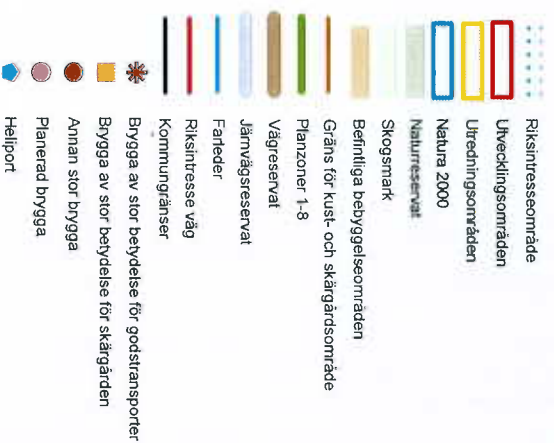 Riksintresseområde
Utvecklingsområden
Utredningsområden
Natura 2000
Naturreservat
Skogsmark
Befintliga bebyggelseområden
Gräns för kust- och skärgårdsområde
Planzoner 1-8
Vägreservat
Järnvägsreservat
Farleder
Riksintresse väg
Kommungränser
Brygga av stor betydelse för godstransporter
Brygga av stor betydelse för skärgården
Annan stor brygga
Planerad brygga
Heliport